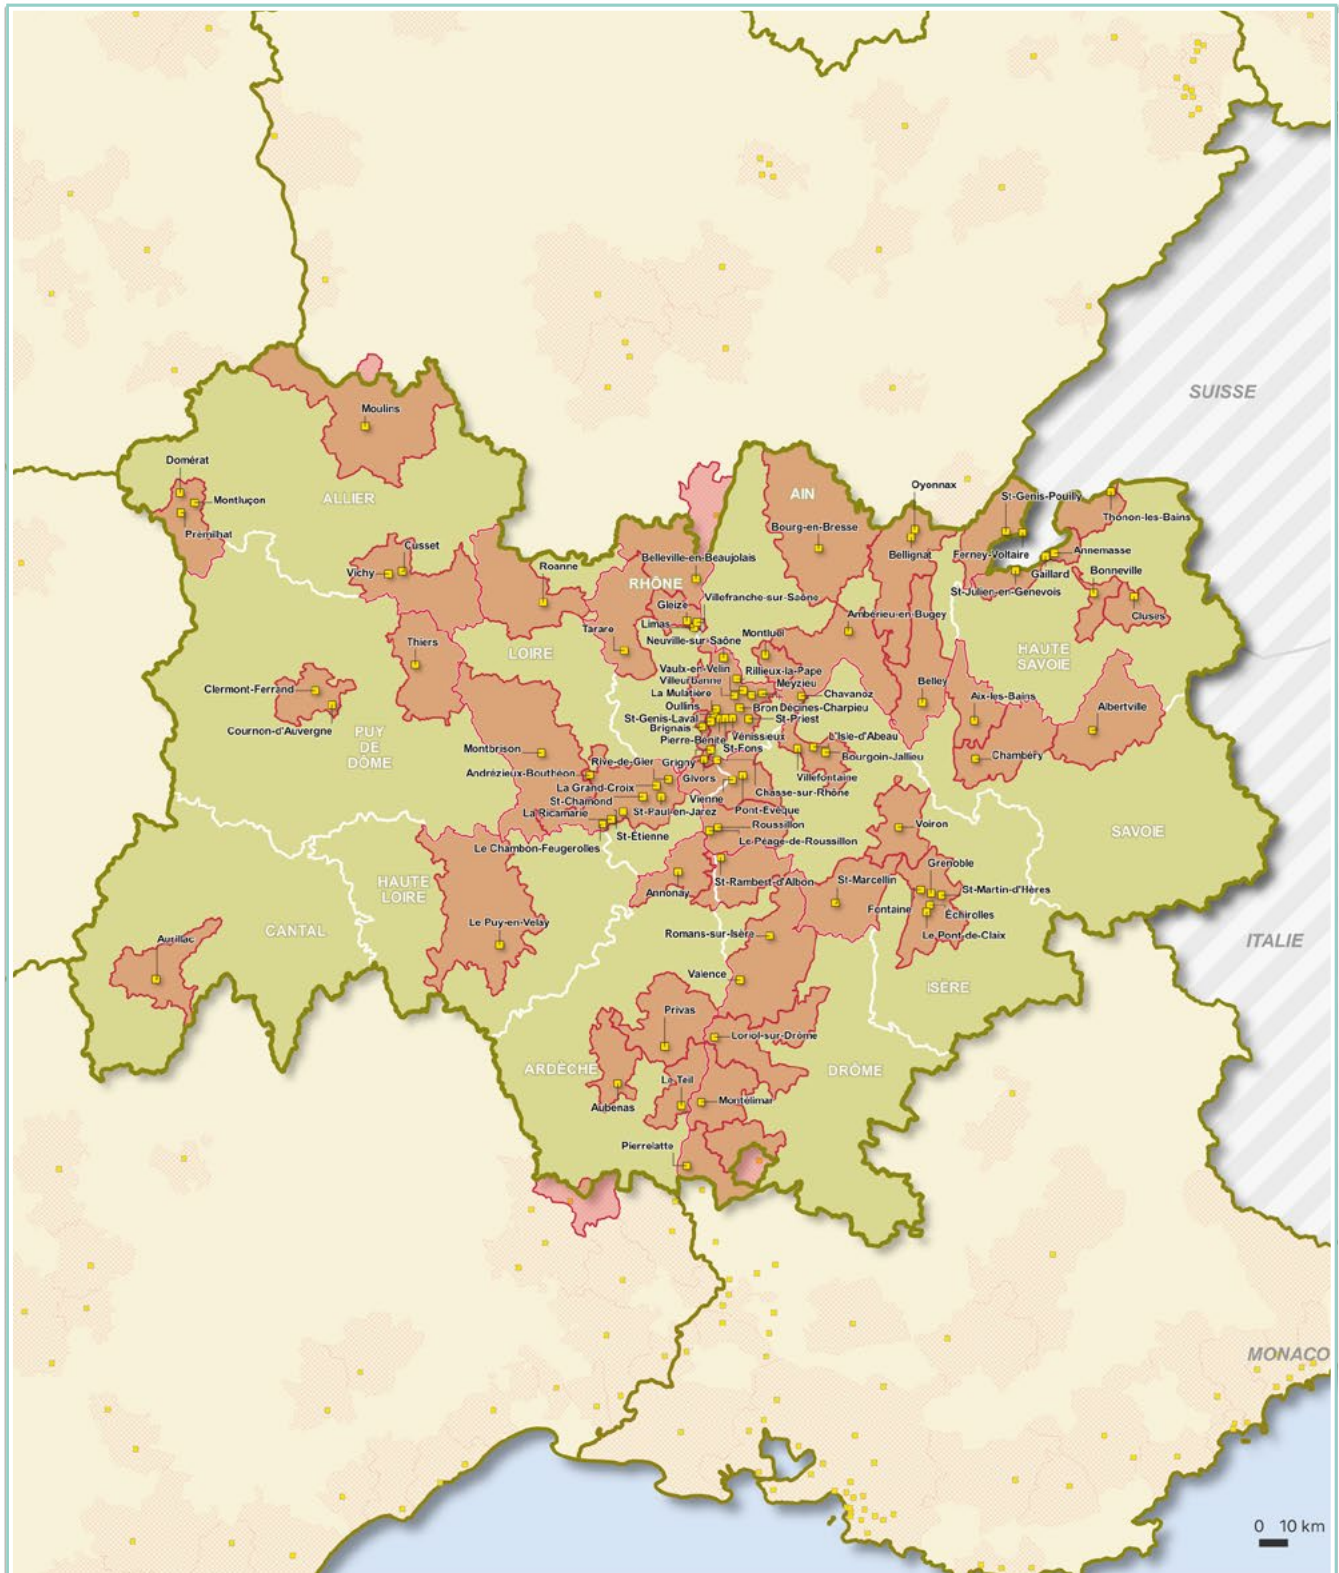 SUISSE
Moulins
Domérat
Montluçon
ALLIER
Prémilhat
AIN
Oyonnax
St-Genis-Pouilly
Thonon-les-Bains
Bourg-en-Bresse
Cusset
Vichy
Roanne
Belleville-en-Beaujolais
Bellignat
Ferney-Voltaire
Annemasse
Gaillard
Bonneville
RHÔNE
St-Julien-en-Genevois
Gleizé
Villefranche-sur-Saône
Limas
Ambérieu-en-Bugey
Cluses
Tarare
Neuville-sur-Saône
Montluel
Thiers
LOIRE
HAUTE
SAVOIE
Vaulx-en-Velin
Rillieux-la-Pape
Villeurbanne
Meyzieu
Clermont-Ferrand
La Mulatière
Chavanoz
Belley
Aix-les-Bains
Albertville
Oullins
Bron
Décines-Charpieu
St-Genis-Laval
St-Priest
Cournon-d'Auvergne
Brignais
Vénissieux
L'Isle-d'Abeau
PUY
DE
DÔME
Pierre-Bénite
St-Fons
Montbrison
Bourgoin-Jallieu
Chambéry
Rive-de-Gier
Grigny
Andrézieux-Bouthéon
Givors
Villefontaine
La Grand-Croix
Chasse-sur-Rhône
St-Chamond
Vienne
La Ricamarie
St-Paul-en-Jarez
Pont-Évêque
Roussillon
Voiron
SAVOIE
St-Étienne
Le Péage-de-Roussillon
Le Chambon-Feugerolles
Grenoble
HAUTE
LOIRE
St-Rambert-d'Albon
St-Marcellin
St-Martin-d'Hères
Annonay
Fontaine
Échirolles
Le Puy-en-Velay
Le Pont-de-Claix
CANTAL
Romans-sur-Isère
Aurillac
ITALIE
Valence
ISÈRE
Privas
Loriol-sur-Drôme
ARDÈCHE
DRÔME
Le Teil
Aubenas
Montélimar
Pierrelatte
MONACO
0 10 km